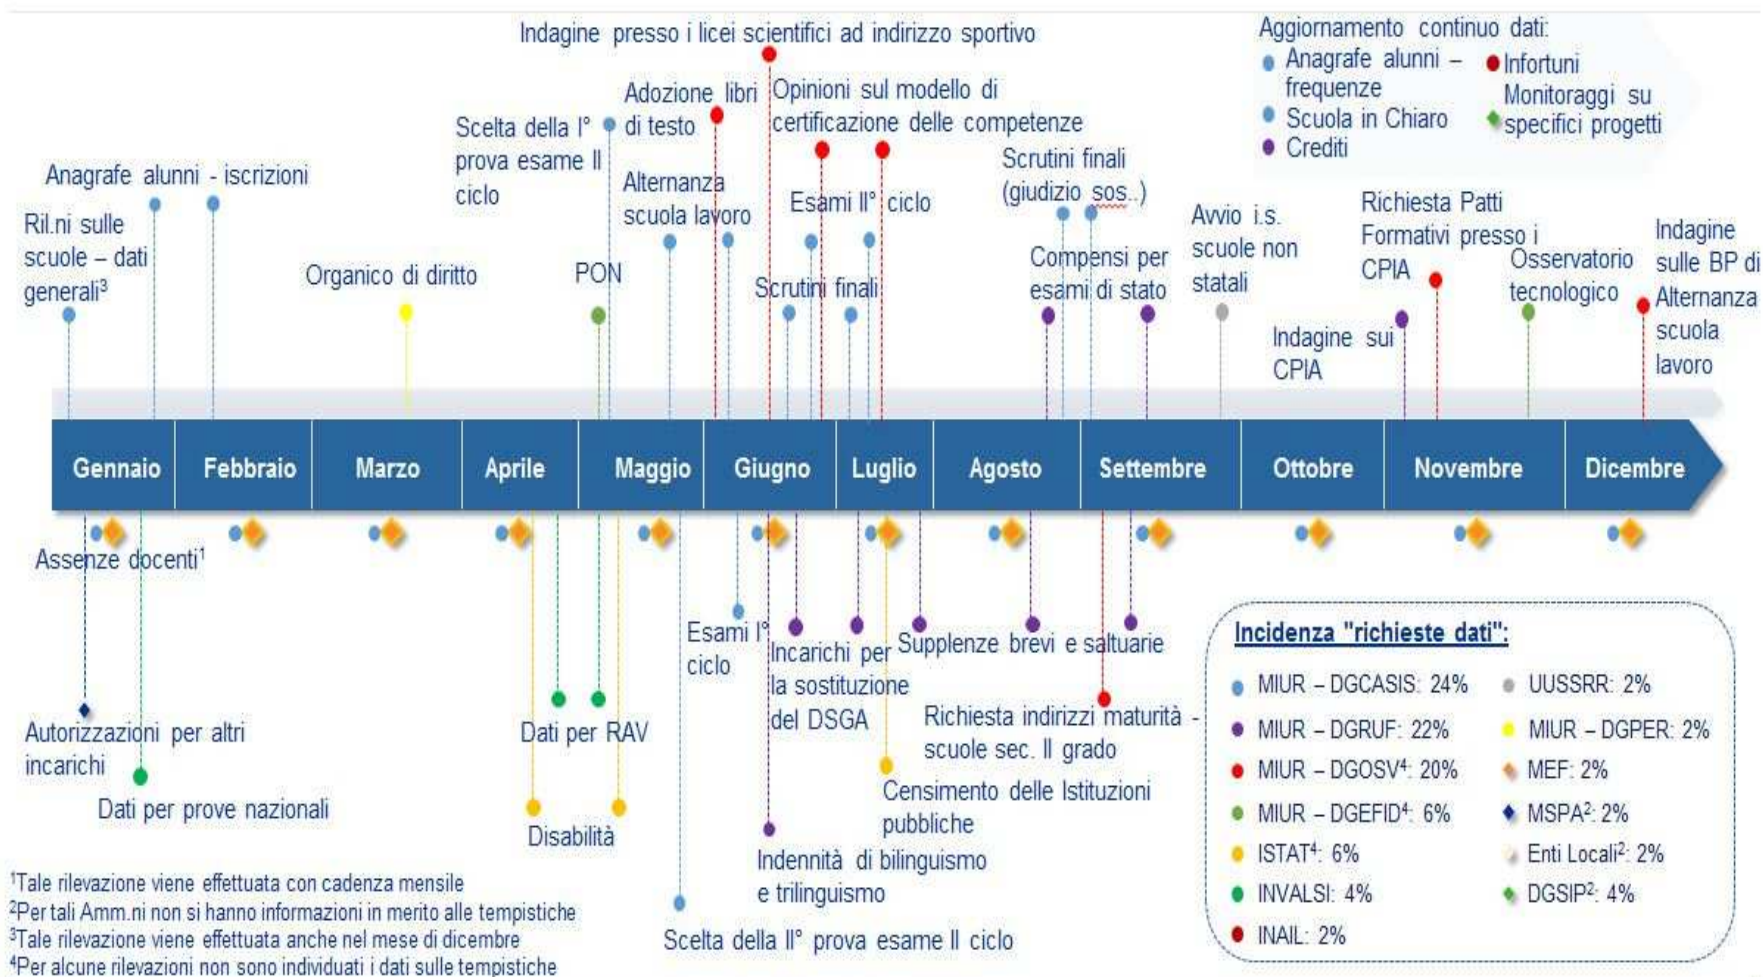 Indagine presso i licei scientifici ad indirizzo sportivo
Aggiornamento continuo dati:
Anagrafe alunni –
frequenze
Scuola in Chiaro
Crediti
Infortuni
Monitoraggi su
specifici progetti
Ril.ni sulle
scuole – dati
generali³
Anagrafe alunni - iscrizioni
Organico di diritto
Scelta della I°
prova esame II
ciclo
PON
Adozione libri
di testo
Alternanza
scuola lavoro
Opinioni sul modello di
certificazione delle competenze
Esami II° ciclo
Scrutini finali
Scrutini finali
(giudizio sos..)
Compensi per
esami di stato
Avvio i.s.
scuole non
statali
Richiesta Patti
Formativi presso i
CPIA
Indagine sui
CPIA
Osservatorio
tecnologico
Indagine
sulle BP di
Alternanza
scuola
lavoro
Gennaio
Febbraio
Marzo
Aprile
Maggio
Giugno
Luglio
Agosto
Settembre
Ottobre
Novembre
Dicembre
Assenze docenti¹
Autorizzazioni per altri
incarichi
Dati per prove nazionali
Dati per RAV
Disabilità
Esami I°
ciclo
Scelta della II° prova esame II ciclo
Incarichi per
la sostituzione
del DSGA
Indennità di bilinguismo
e trilinguismo
Supplenze brevi e saltuarie
Richiesta indirizzi maturità -
scuole sec. II grado
Censimento delle Istituzioni
pubbliche
Incidenza "richieste dati":
MIUR – DGCASIS: 24%
MIUR – DGRUF: 22%
MIUR – DGOSV⁴: 20%
MIUR – DGEFID⁴: 6%
ISTAT⁴: 6%
INVALSI: 4%
INAIL: 2%
UUSSRR: 2%
MIUR – DGPER: 2%
MEF: 2%
MSPA²: 2%
Enti Locali²: 2%
DGSIP²: 4%
¹Tale rilevazione viene effettuata con cadenza mensile
²Per tali Amm.ni non si hanno informazioni in merito alle tempistiche
³Tale rilevazione viene effettuata anche nel mese di dicembre
⁴Per alcune rilevazioni non sono individuati i dati sulle tempistiche